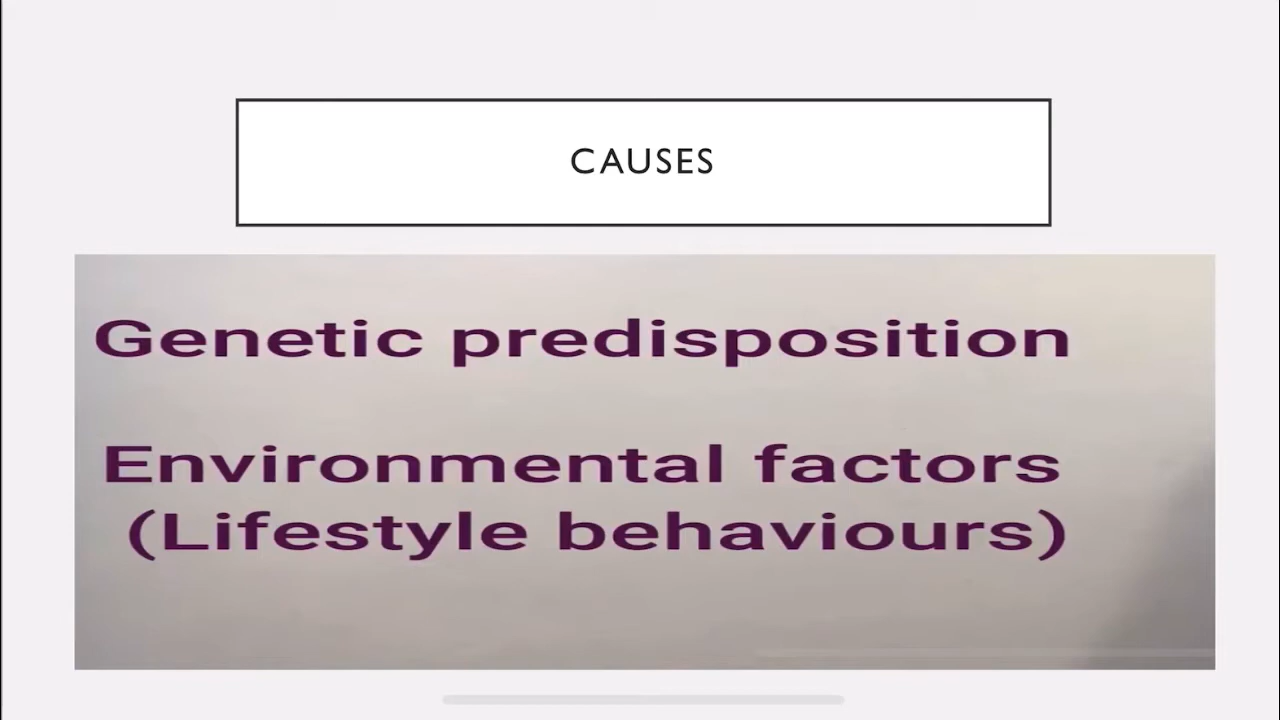 CAUSES
Genetic predisposition
Environmental factors
(Lifestyle behaviours)